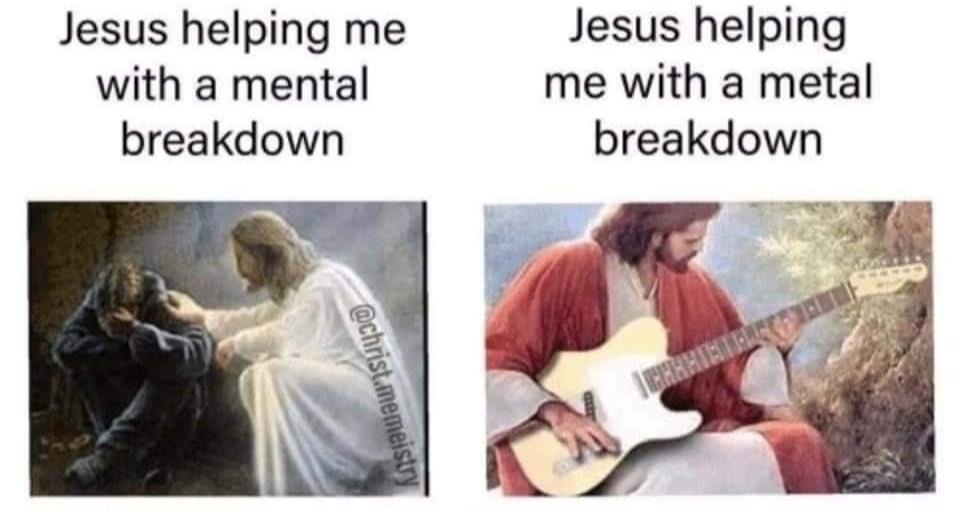 Jesus helping me
with a mental
breakdown
Jesus helping
me with a metal
breakdown
@christ.memeistry